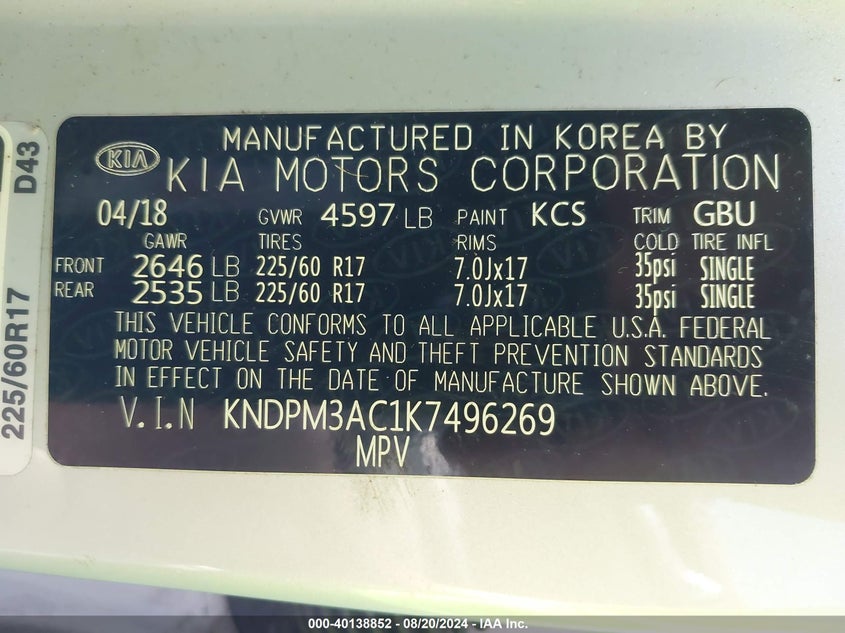 MANUFACTURED IN KOREA BY
KIA KIA MOTORS CORPORATION
04/18 GVWR 4597 LB PAINT KCS TRIM GBU
GAWR TIRES RIMS COLD TIRE INFL
FRONT 2646 LB 225/60 R17 7.0Jx17 35psi SINGLE
REAR 2535 LB 225/60 R17 7.0Jx17 35psi SINGLE
THIS VEHICLE CONFORMS TO ALL APPLICABLE U.S.A. FEDERAL
MOTOR VEHICLE SAFETY AND THEFT PREVENTION STANDARDS
IN EFFECT ON THE DATE OF MANUFACTURE SHOWN ABOVE.
V.I.N KNDPM3AC1K7496269
MPV
225/60R17 D43
000-40138852 - 08/20/2024 - IAA Inc.